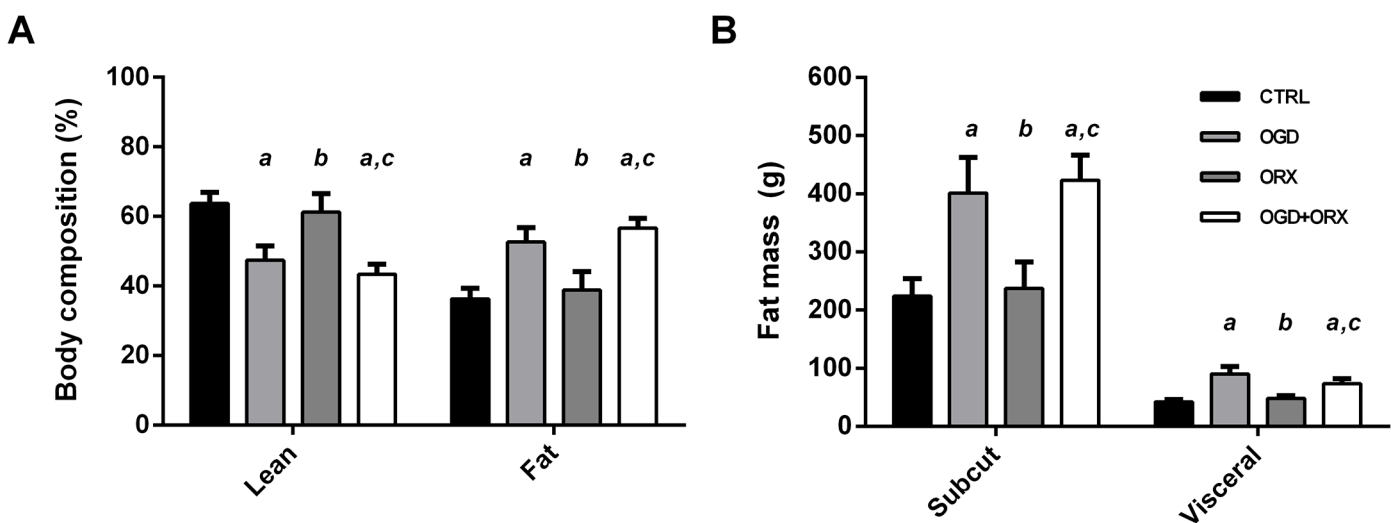 A
Body composition (%)
100
80
60
40
20
0
a b a,c
a b a,c
Lean
Fat
B
Fat mass (g)
600
500
400
300
200
100
0
a b a,c
a b a,c
Subcut
Visceral
CTRL
OGD
ORX
OGD+ORX